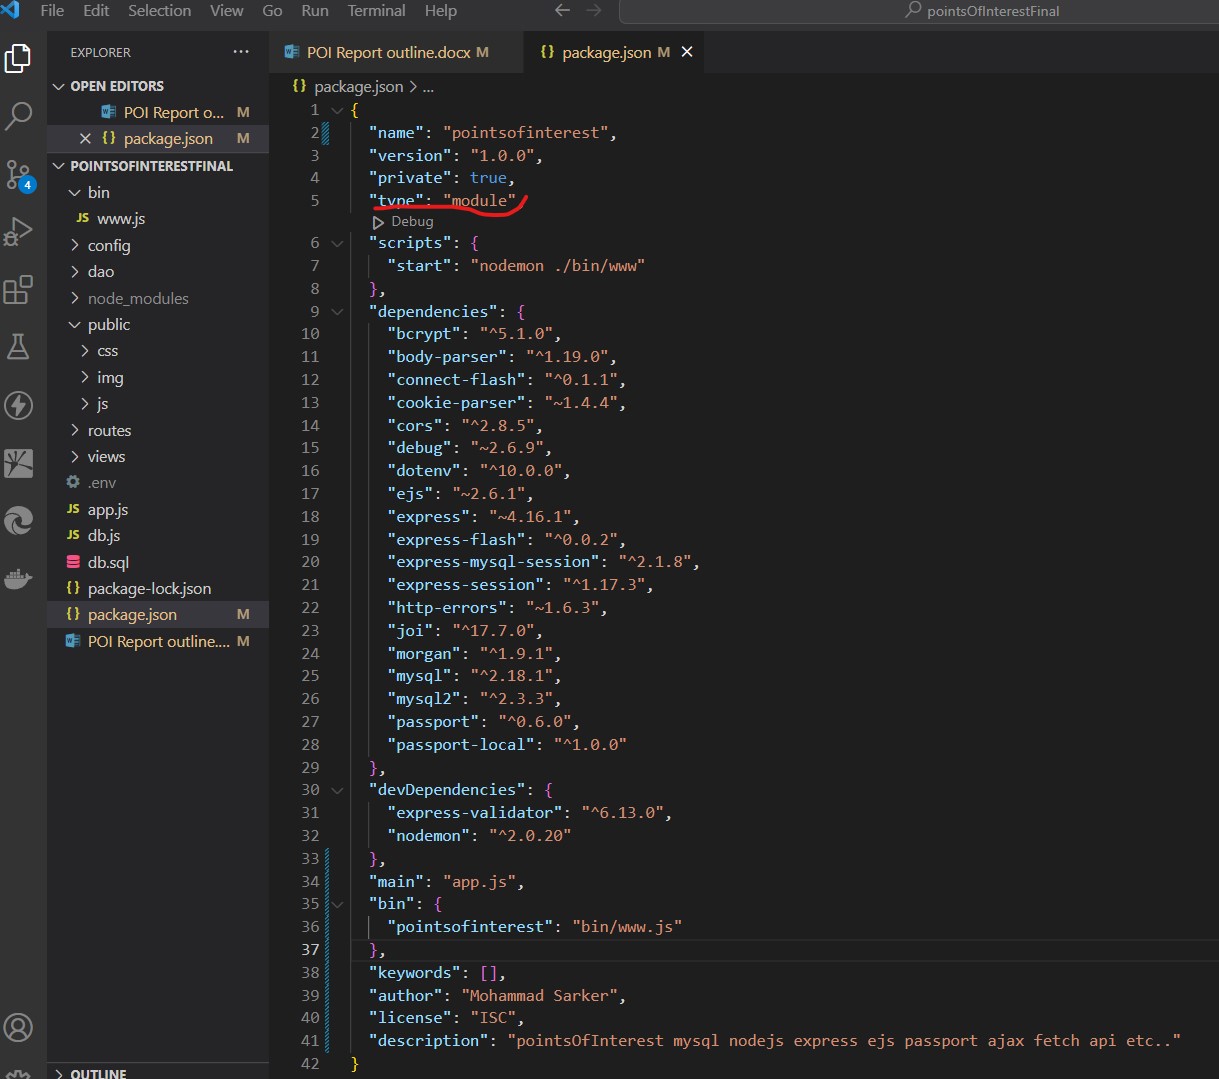 File Edit Selection View Go Run Terminal Help
pointsOfInterestFinal
EXPLORER ...
OPEN EDITORS
POI Report o... M
package.json M
POINTSOFINTERESTFINAL
bin
JS www.js
config
dao
node_modules
public
css
img
js
routes
views
.env
JS app.js
JS db.js
db.sql
{} package-lock.json
{} package.json M
POI Report outline.... M
OUTLINE
4
POI Report outline.docx M
{} package.json M
{} package.json > ...
1 {
2 "name": "pointsofinterest",
3 "version": "1.0.0",
4 "private": true,
5 "type": "module",
Debug
6 "scripts": {
7 "start": "nodemon ./bin/www"
8 },
9 "dependencies": {
10 "bcrypt": "^5.1.0",
11 "body-parser": "^1.19.0",
12 "connect-flash": "^0.1.1",
13 "cookie-parser": "~1.4.4",
14 "cors": "^2.8.5",
15 "debug": "~2.6.9",
16 "dotenv": "^10.0.0",
17 "ejs": "~2.6.1",
18 "express": "~4.16.1",
19 "express-flash": "^0.0.2",
20 "express-mysql-session": "^2.1.8",
21 "express-session": "^1.17.3",
22 "http-errors": "~1.6.3",
23 "joi": "^17.7.0",
24 "morgan": "^1.9.1",
25 "mysql": "^2.18.1",
26 "mysql2": "^2.3.3",
27 "passport": "^0.6.0",
28 "passport-local": "^1.0.0"
29 },
30 "devDependencies": {
31 "express-validator": "^6.13.0",
32 "nodemon": "^2.0.20"
33 },
34 "main": "app.js",
35 "bin": {
36 "pointsofinterest": "bin/www.js"
37 },
38 "keywords": [],
39 "author": "Mohammad Sarker",
40 "license": "ISC",
41 "description": "pointsOfInterest mysql nodejs express ejs passport ajax fetch api etc.."
42 }